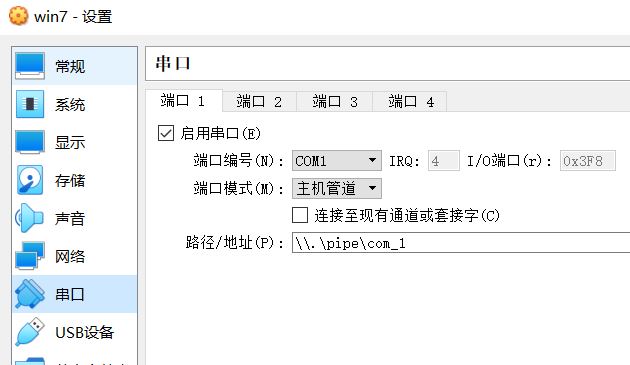 win7 - 设置
常规
系统
显示
存储
声音
网络
串口
USB设备
串口
端口 1 端口 2 端口 3 端口 4
启用串口(E)
端口编号(N): COM1 IRQ: 4 I/O端口(r): 0x3F8
端口模式(M): 主机管道
连接至现有通道或套接字(C)
路径/地址(P): \\.\pipe\com_1